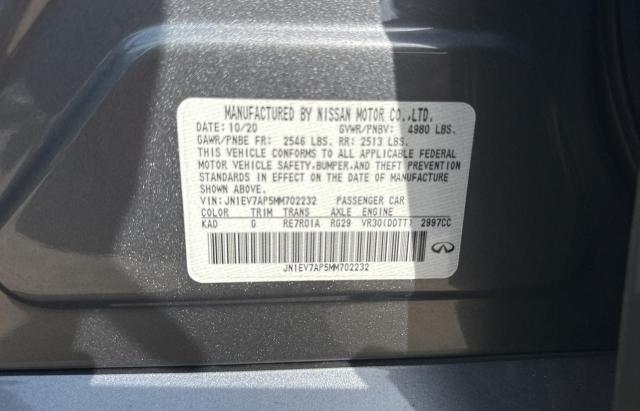 MANUFACTURED BY NISSAN MOTOR CO.,LTD.
DATE: 10/20 GVWR/PNBV: 4980 LBS.
GAWR/PNBE FR: 2546 LBS. RR: 2513 LBS.
THIS VEHICLE CONFORMS TO ALL APPLICABLE FEDERAL
MOTOR VEHICLE SAFETY,BUMPER,AND THEFT PREVENTION
STANDARDS IN EFFECT ON THE DATE OF MANUFACTURE
SHOWN ABOVE.
VIN: JN1EV7AP5MM702232 PASSENGER CAR
COLOR TRIM TRANS AXLE ENGINE
KAD G RE7R01A RG29 VR30(DDTT) 2997CC
JN1EV7AP5MM702232